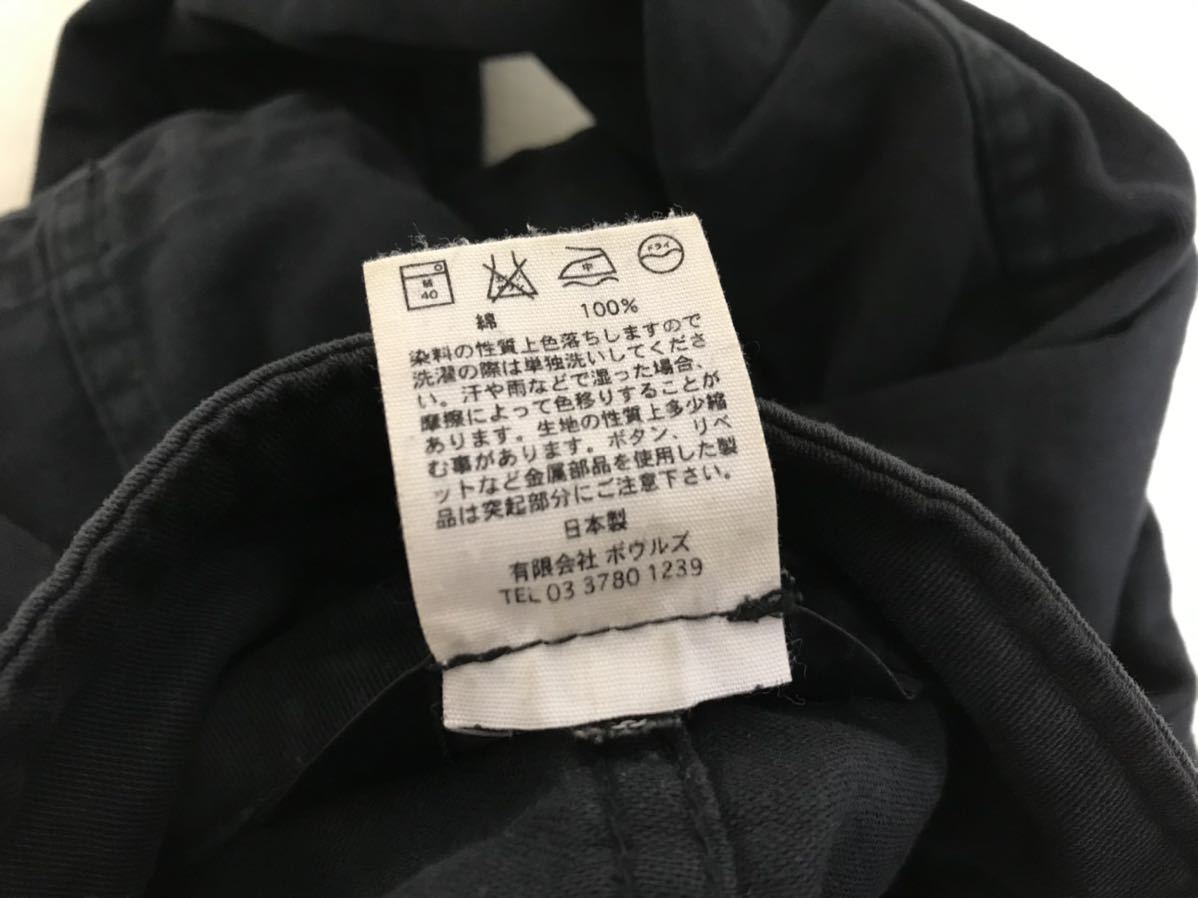 M
40
中
ドライ
綿 100%
染料の性質上色落ちしますので
洗濯の際は単独洗いしてくださ
い。汗や雨などで湿った場合、
摩擦によって色移りすることが
あります。生地の性質上多少縮
む事があります。ボタン、リベ
ットなど金属部品を使用した製
品は突起部分にご注意下さい。
日本製
有限会社 ボウルズ
TEL 03 3780 1239